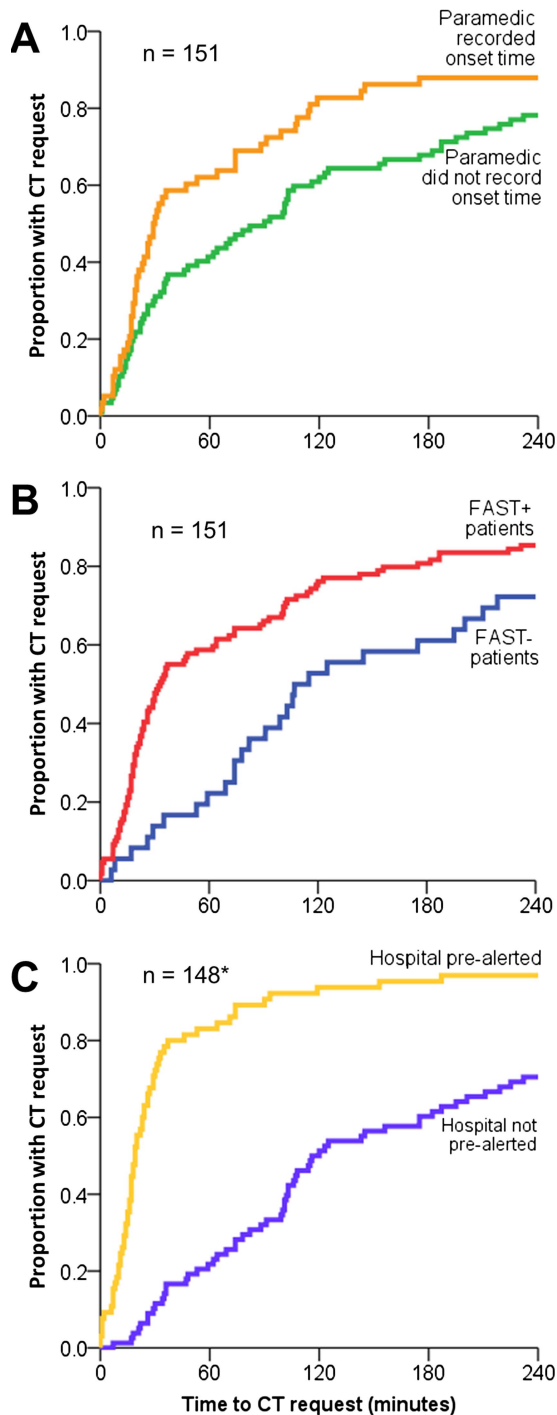 A
n = 151
Paramedic
recorded
onset time
Paramedic
did not record
onset time
Proportion with CT request
1.0
0.8
0.6
0.4
0.2
0.0
0
60
120
180
240
B
n = 151
FAST+
patients
FAST-
patients
Proportion with CT request
1.0
0.8
0.6
0.4
0.2
0.0
0
60
120
180
240
C
n = 148*
Hospital pre-alerted
Hospital not
pre-alerted
Proportion with CT request
1.0
0.8
0.6
0.4
0.2
0.0
0
60
120
180
240
Time to CT request (minutes)